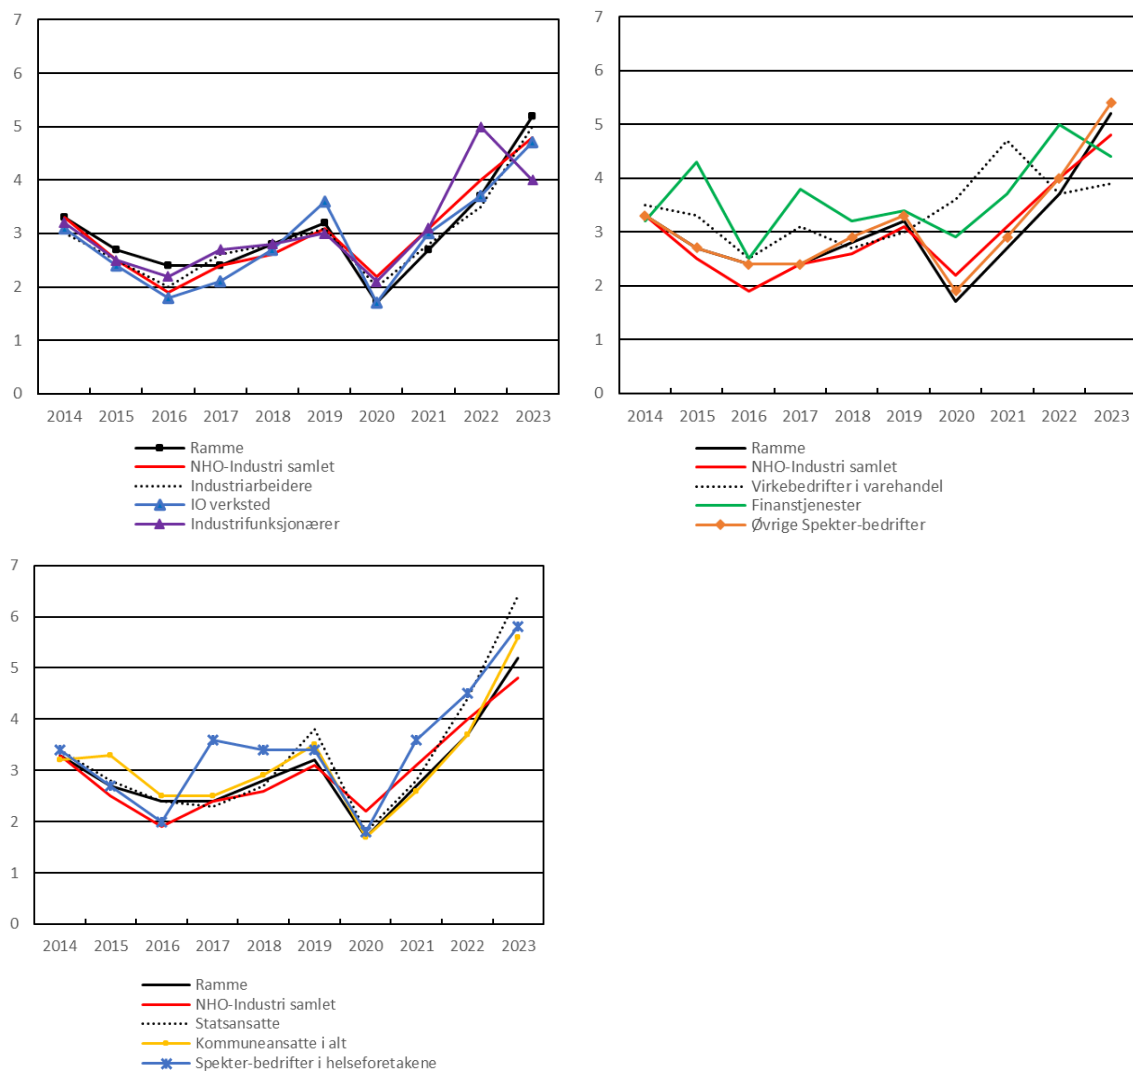 7
6
5
4
3
2
1
0
2014 2015 2016 2017 2018 2019 2020 2021 2022 2023
Ramme
NHO-Industri samlet
Industriarbeidere
IO verksted
Industrifunksjonærer
7
6
5
4
3
2
1
0
2014 2015 2016 2017 2018 2019 2020 2021 2022 2023
Ramme
NHO-Industri samlet
Virkebedrifter i varehandel
Finanstjenester
Øvrige Spekter-bedrifter
7
6
5
4
3
2
1
0
2014 2015 2016 2017 2018 2019 2020 2021 2022 2023
Ramme
NHO-Industri samlet
Statsansatte
Kommuneansatte i alt
Spekter-bedrifter i helseforetakene